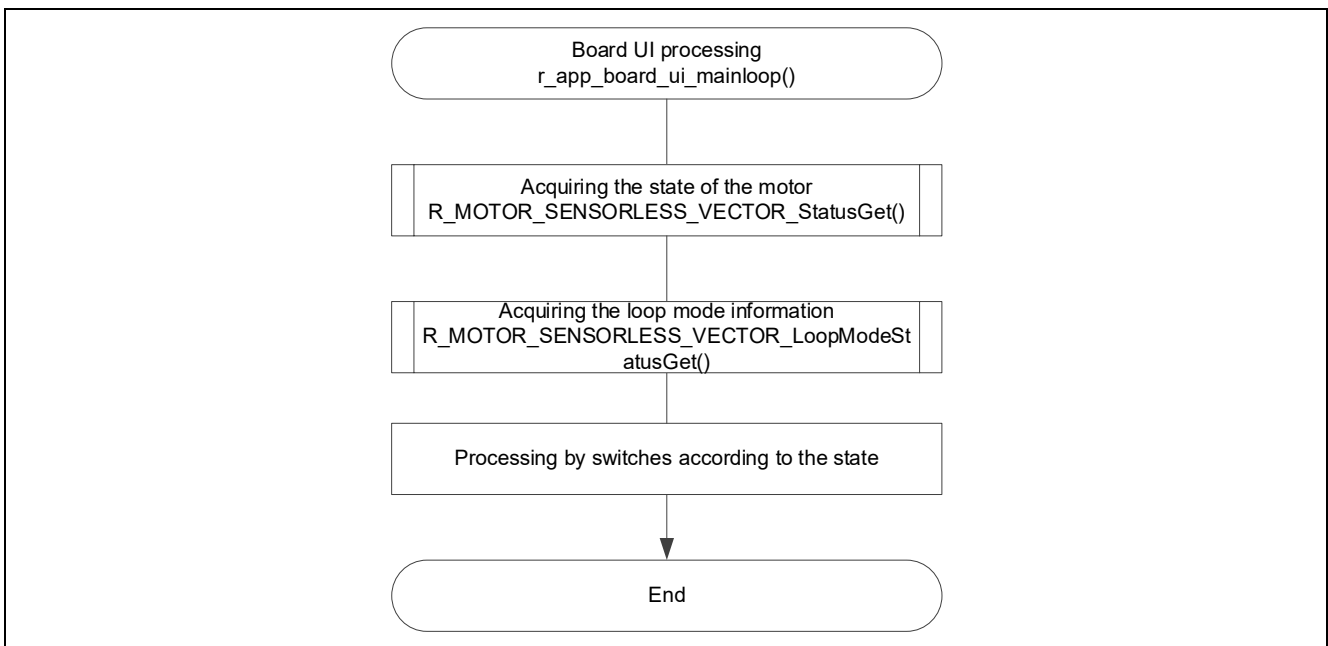 Board UI processing
r_app_board_ui_mainloop()
Acquiring the state of the motor
R_MOTOR_SENSORLESS_VECTOR_StatusGet()
Acquiring the loop mode information
R_MOTOR_SENSORLESS_VECTOR_LoopModeSt
atusGet()
Processing by switches according to the state
End